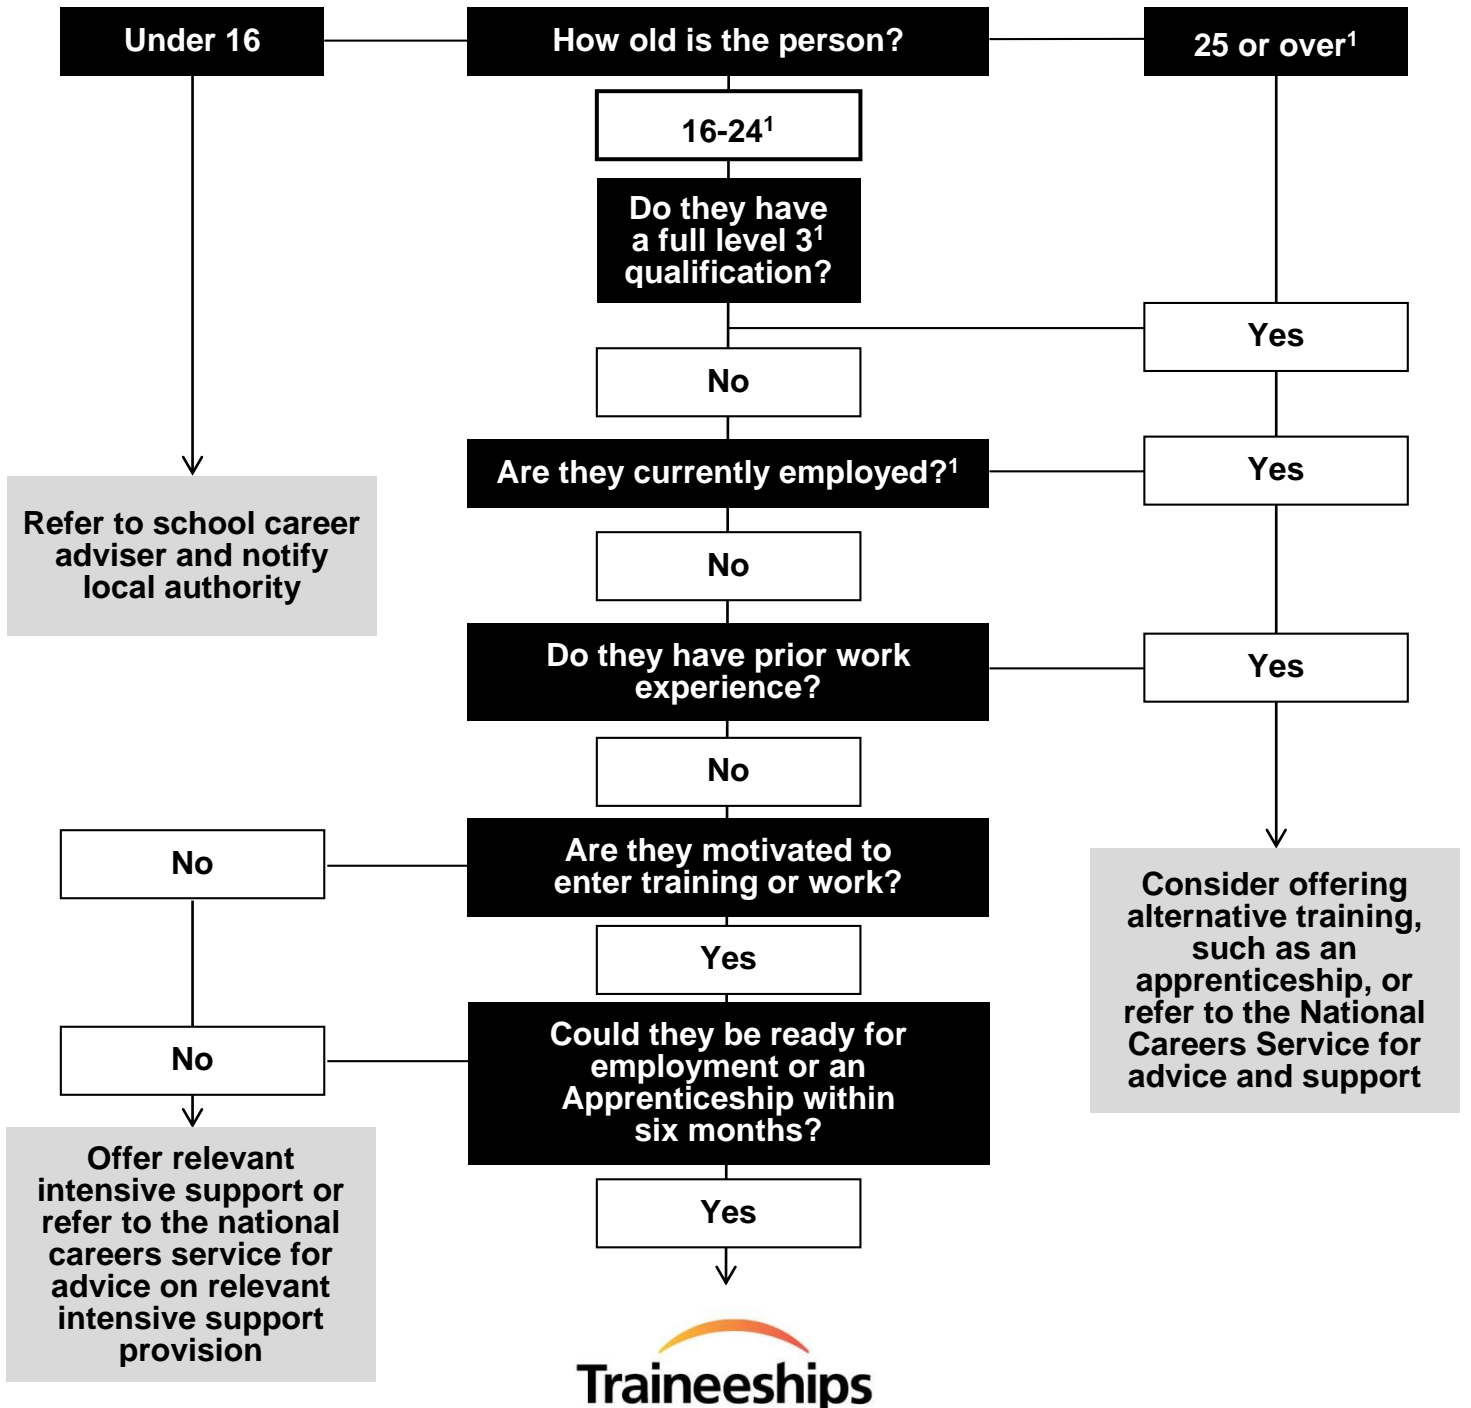 Under 16
How old is the person?
25 or over¹
16-24¹
Do they have
a full level 3¹
qualification?
Yes
No
Are they currently employed?¹
Yes
Refer to school career
adviser and notify
local authority
No
Do they have prior work
experience?
Yes
No
Are they motivated to
enter training or work?
No
Consider offering
alternative training,
such as an
apprenticeship, or
refer to the National
Careers Service for
advice and support
Yes
Could they be ready for
employment or an
Apprenticeship within
six months?
No
Offer relevant
intensive support or
refer to the national
careers service for
advice on relevant
intensive support
provision
Yes
Traineeships